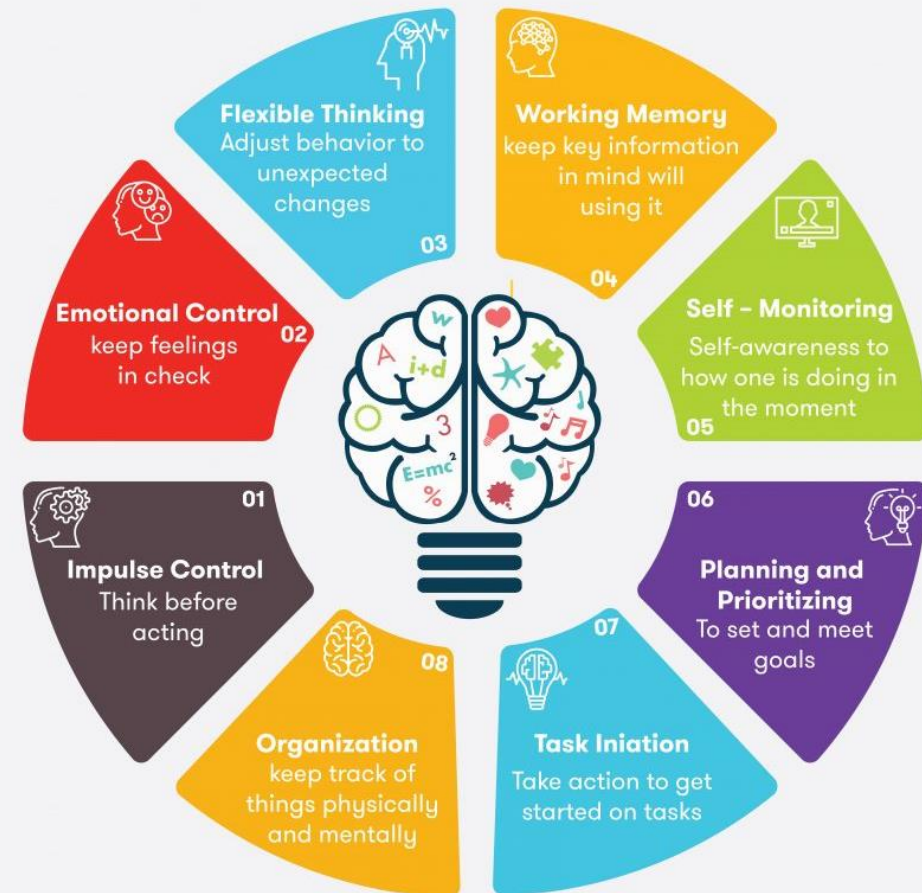 01
Impulse Control
Think before
acting
Emotional Control
02
keep feelings
in check
Flexible Thinking
Adjust behavior to
unexpected
changes
03
Working Memory
keep key information
in mind will
using it
04
Self - Monitoring
Self-awareness to
how one is doing in
the moment
05
06
Planning and
Prioritizing
To set and meet
goals
07
Task Iniation
Take action to get
started on tasks
08
Organization
keep track of
things physically
and mentally
w
A
i+d
3
E=mc²
%